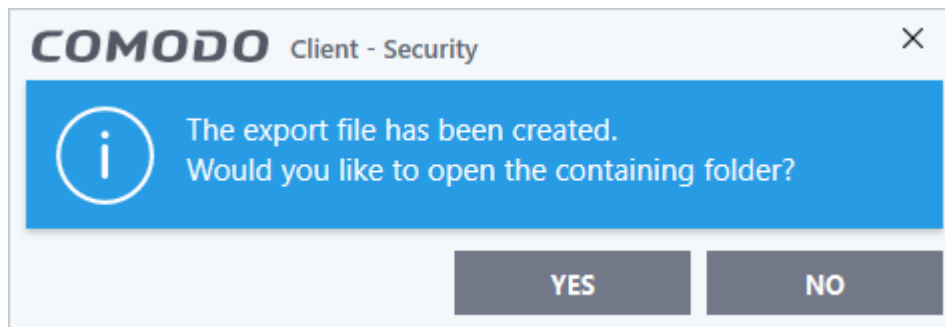 COMODO Client - Security
The export file has been created.
Would you like to open the containing folder?
YES NO